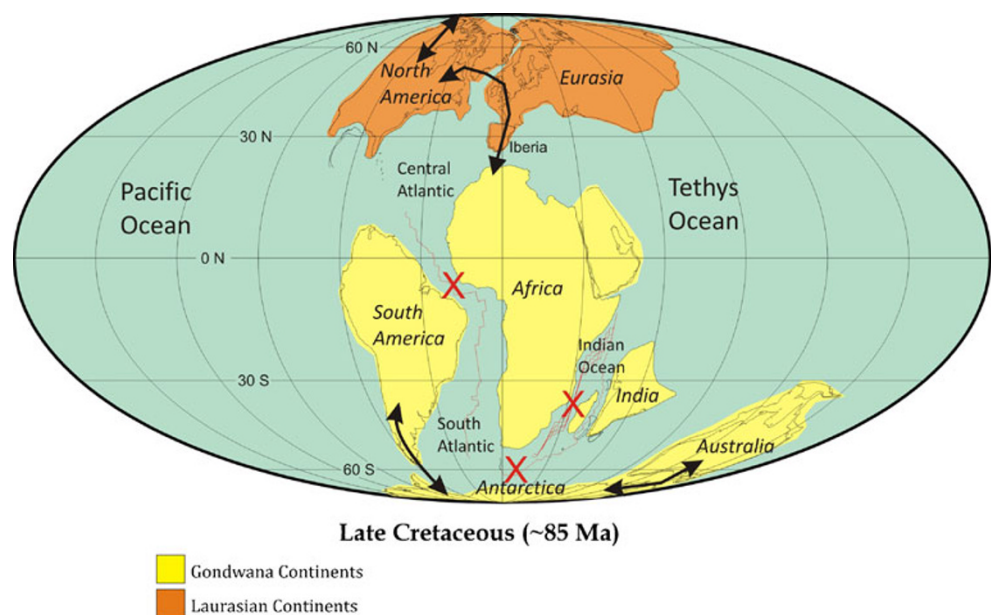 60 N
North
America
Eurasia
30 N
Iberia
Central
Atlantic
Pacific
Ocean
Tethys
Ocean
0 N
Africa
South
America
Indian
Ocean
30 S
India
South
Atlantic
Australia
60 S
Antarctica
Late Cretaceous (~85 Ma)
Gondwana Continents
Laurasian Continents